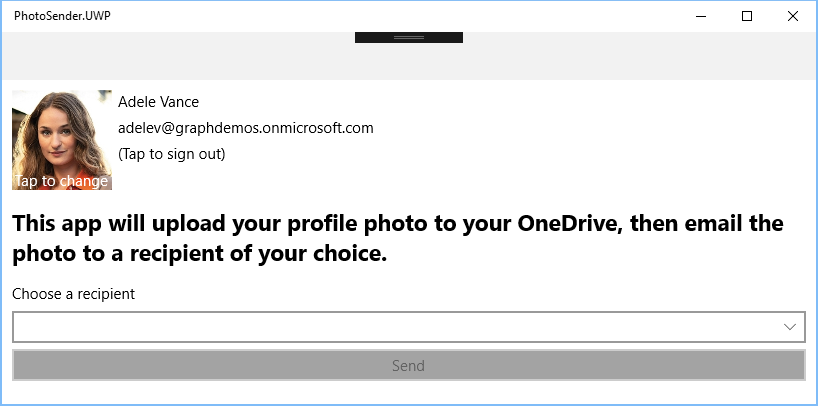 PhotoSender.UWP
Adele Vance
adelev@graphdemos.onmicrosoft.com
(Tap to sign out)
Tap to change
This app will upload your profile photo to your OneDrive, then email the
photo to a recipient of your choice.
Choose a recipient
Send